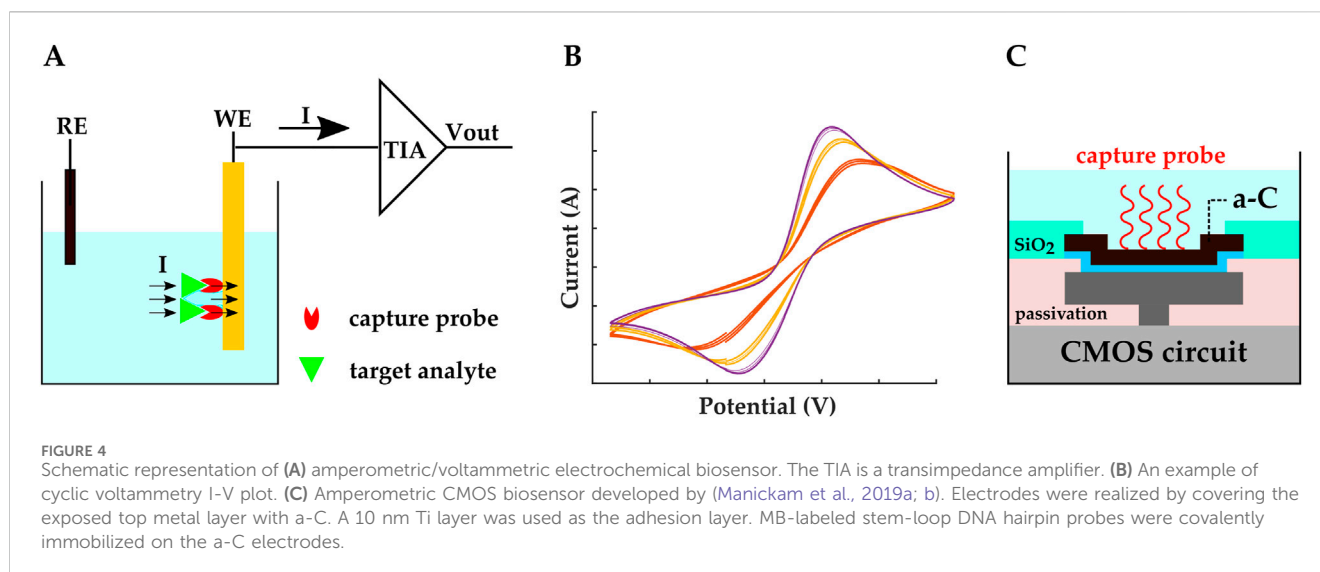 A
RE
WE
I
TIA
Vout
I
capture probe
target analyte
B
Current (A)
Potential (V)
C
capture probe
a-C
SiO2
passivation
CMOS circuit
FIGURE 4
Schematic representation of (A) amperometric/voltammetric electrochemical biosensor. The TIA is a transimpedance amplifier. (B) An example of
cyclic voltammetry I-V plot. (C) Amperometric CMOS biosensor developed by (Manickam et al., 2019a; b). Electrodes were realized by covering the
exposed top metal layer with a-C. A 10 nm Ti layer was used as the adhesion layer. MB-labeled stem-loop DNA hairpin probes were covalently
immobilized on the a-C electrodes.